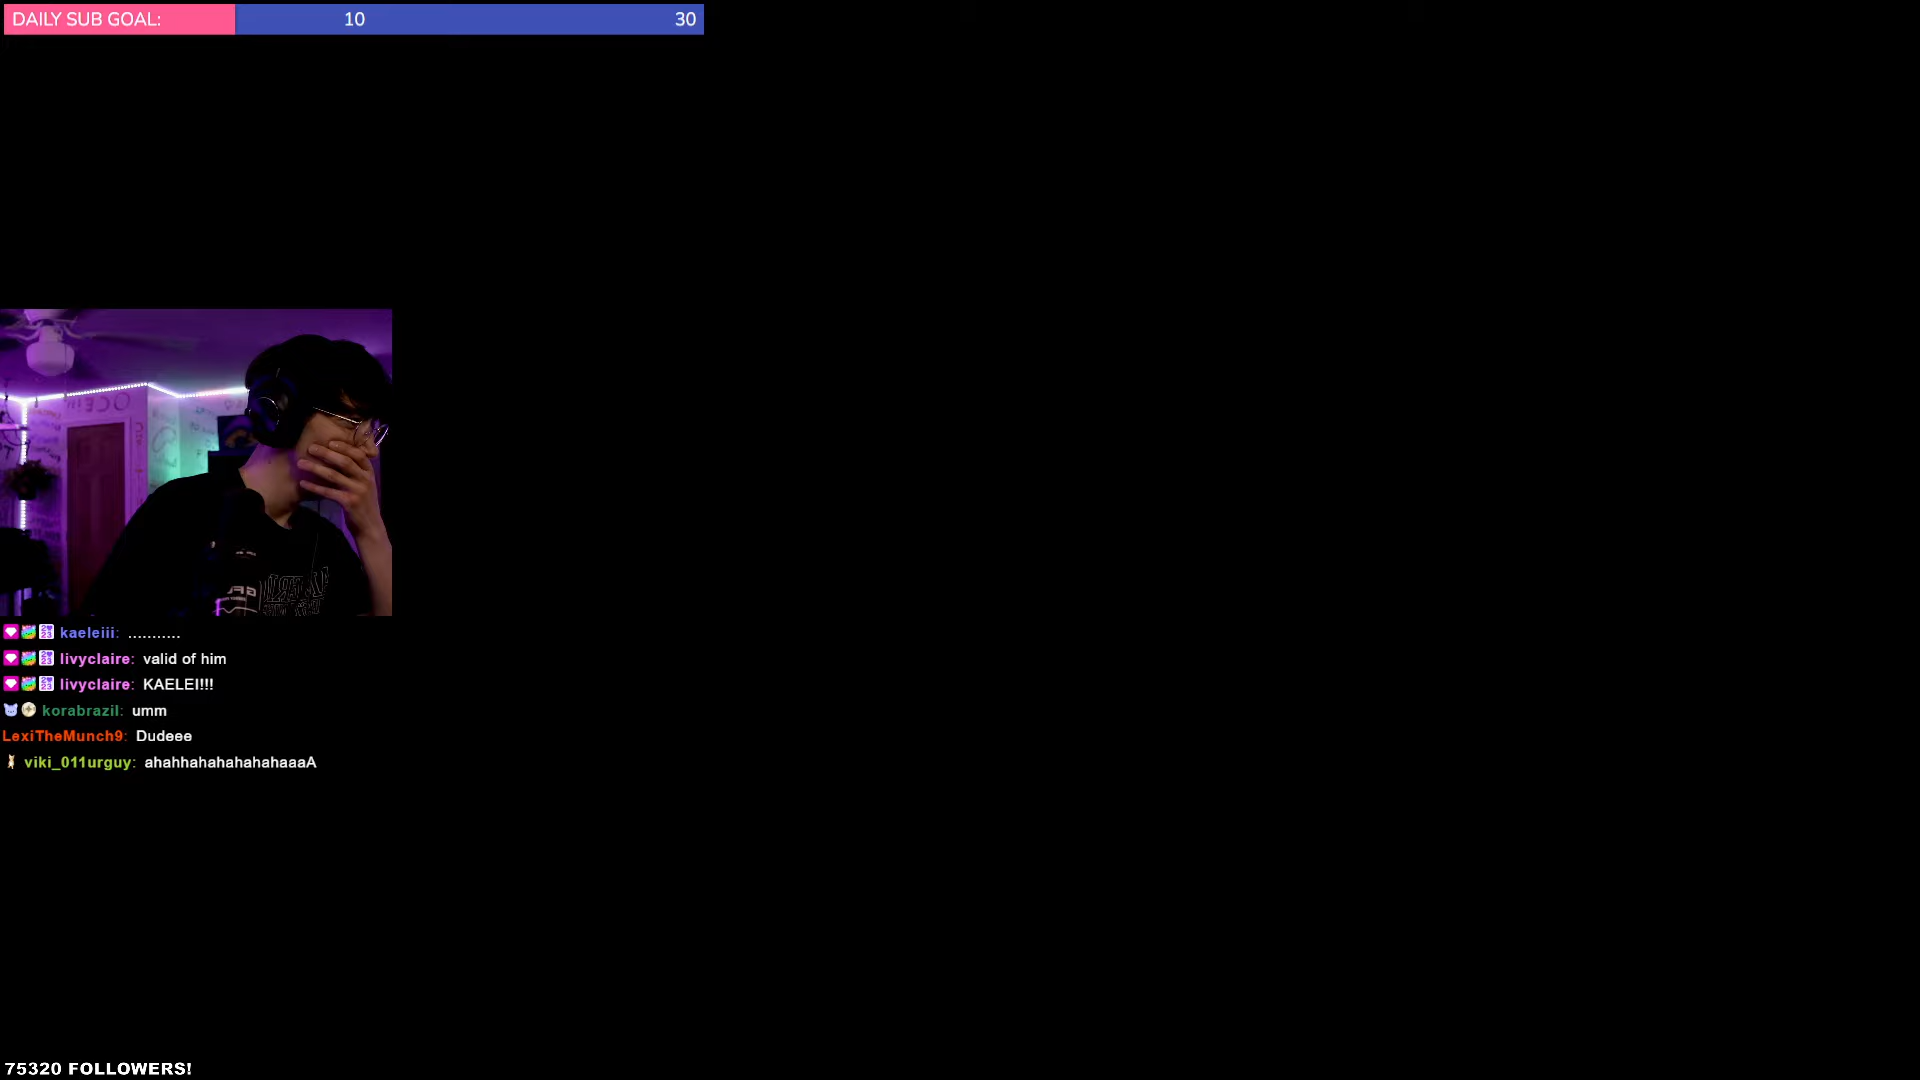 DAILY SUB GOAL: 10 30
kaeleiii: ...........
livyclaire: valid of him
livyclaire: KAELEI!!!
korabrazil: umm
LexiTheMunch9: Dudeee
viki_011urguy: ahahhahahahahahaaaA
75320 FOLLOWERS!